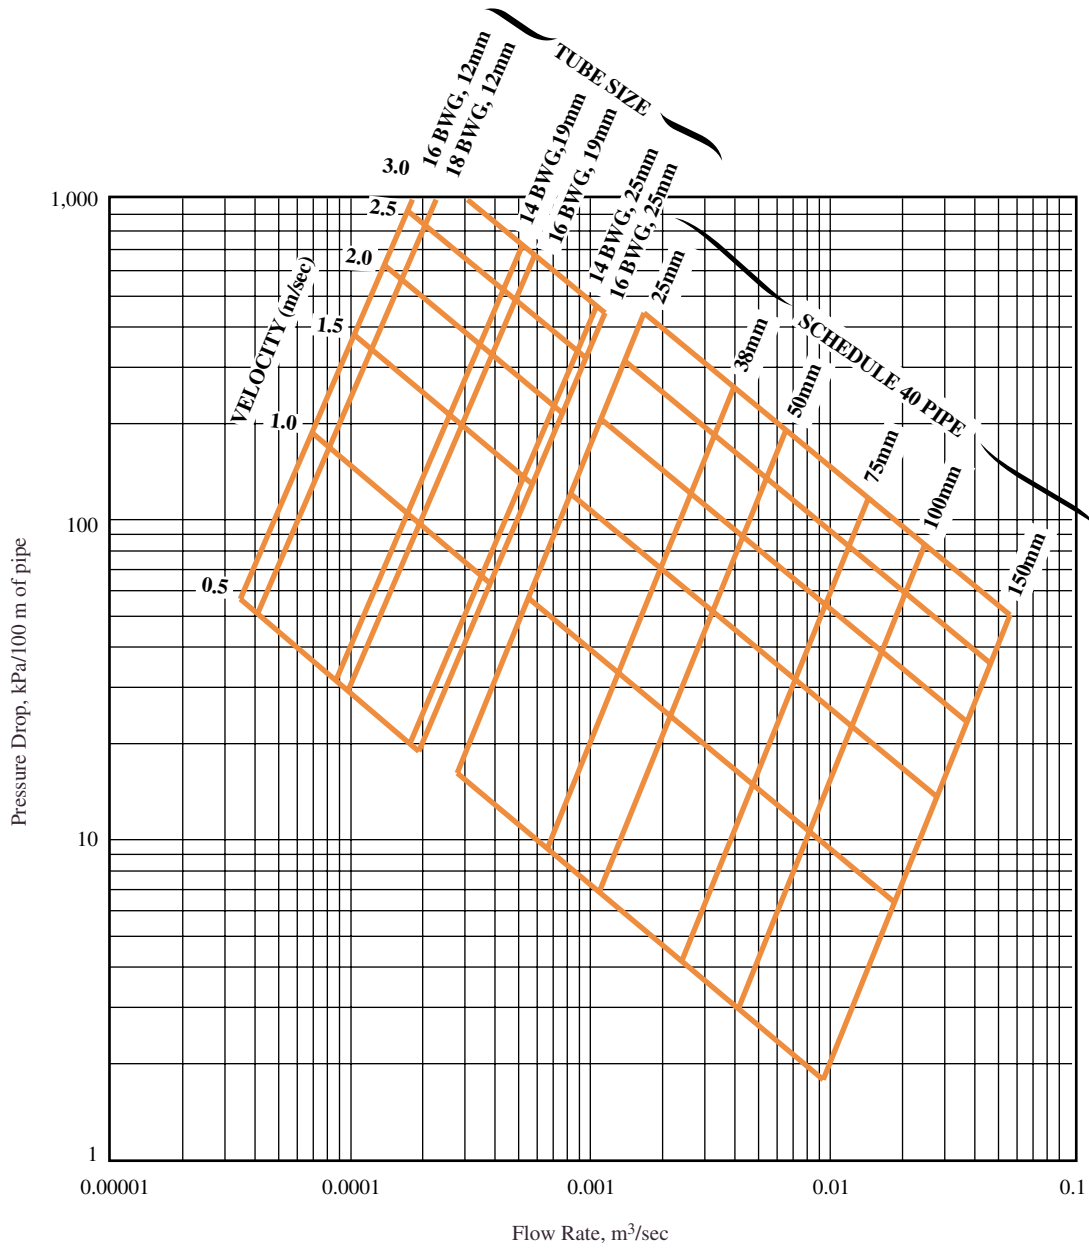 TUBE SIZE
16 BWG, 12mm
18 BWG, 12mm
14 BWG,19mm
16 BWG, 19mm
14 BWG, 25mm
16 BWG, 25mm
SCHEDULE 40 PIPE
25mm
38mm
50mm
75mm
100mm
150mm
VELOCITY (m/sec)
3.0
2.5
2.0
1.5
1.0
0.5
Pressure Drop, kPa/100 m of pipe
1,000
100
10
1
0.00001
0.0001
0.001
0.01
0.1
Flow Rate, m³/sec